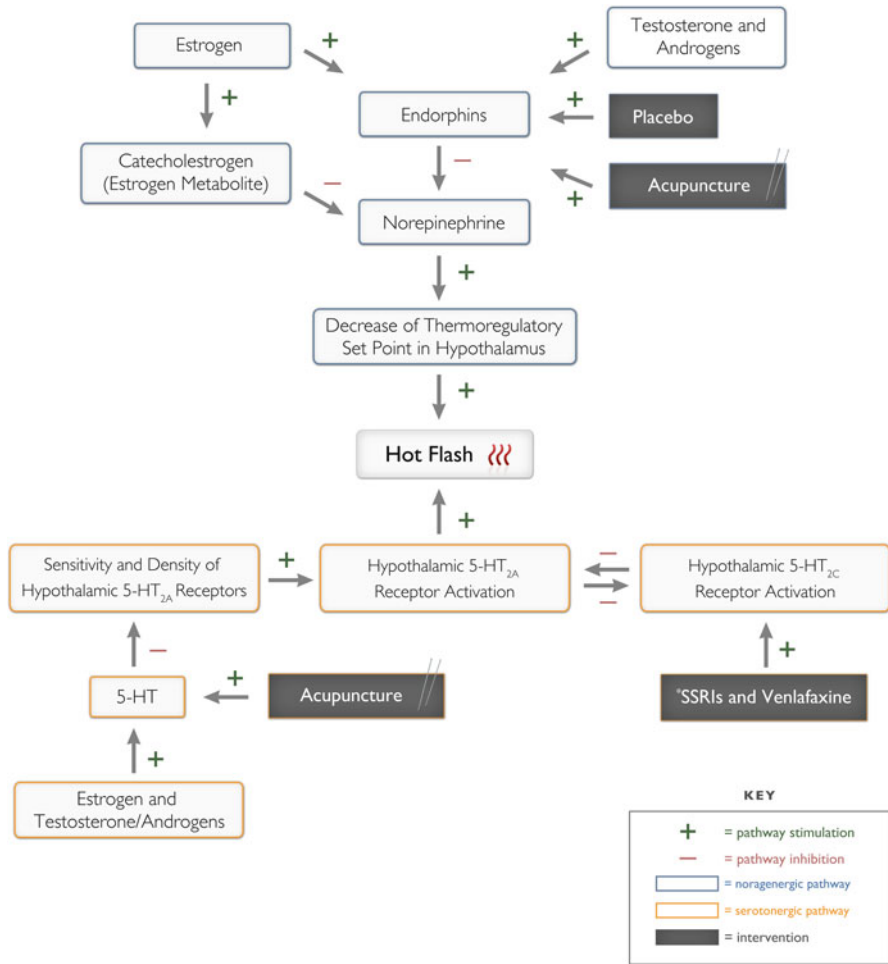 Estrogen
+
+
Testosterone and
Androgens
+
Endorphins
+
Placebo
Catecholestrogen
(Estrogen Metabolite)
−
−
+
Acupuncture
Norepinephrine
+
Decrease of Thermoregulatory
Set Point in Hypothalamus
+
Hot Flash
+
Sensitivity and Density of
Hypothalamic 5-HT2A Receptors
+
Hypothalamic 5-HT2A
Receptor Activation
−
−
Hypothalamic 5-HT2C
Receptor Activation
−
+
5-HT
+
Acupuncture
*SSRIs and Venlafaxine
+
Estrogen and
Testosterone/Androgens
KEY
+ = pathway stimulation
− = pathway inhibition
= noragenergic pathway
= serotonergic pathway
= intervention